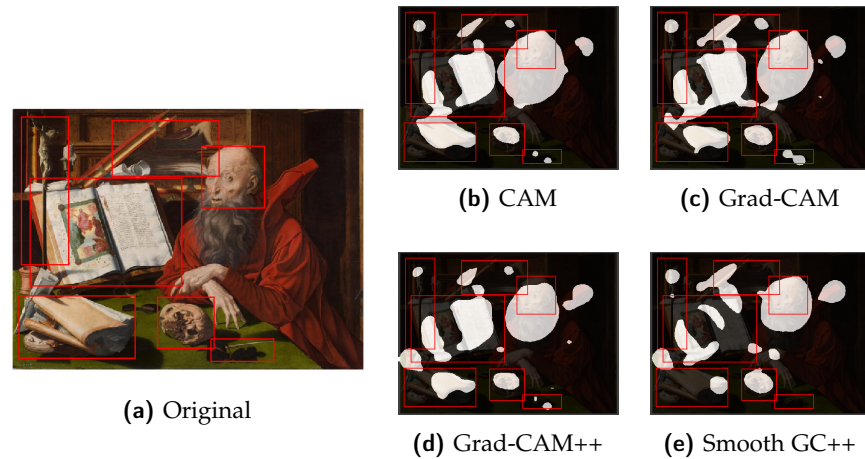 (a) Original
(b) CAM
(c) Grad-CAM
(d) Grad-CAM++
(e) Smooth GC++